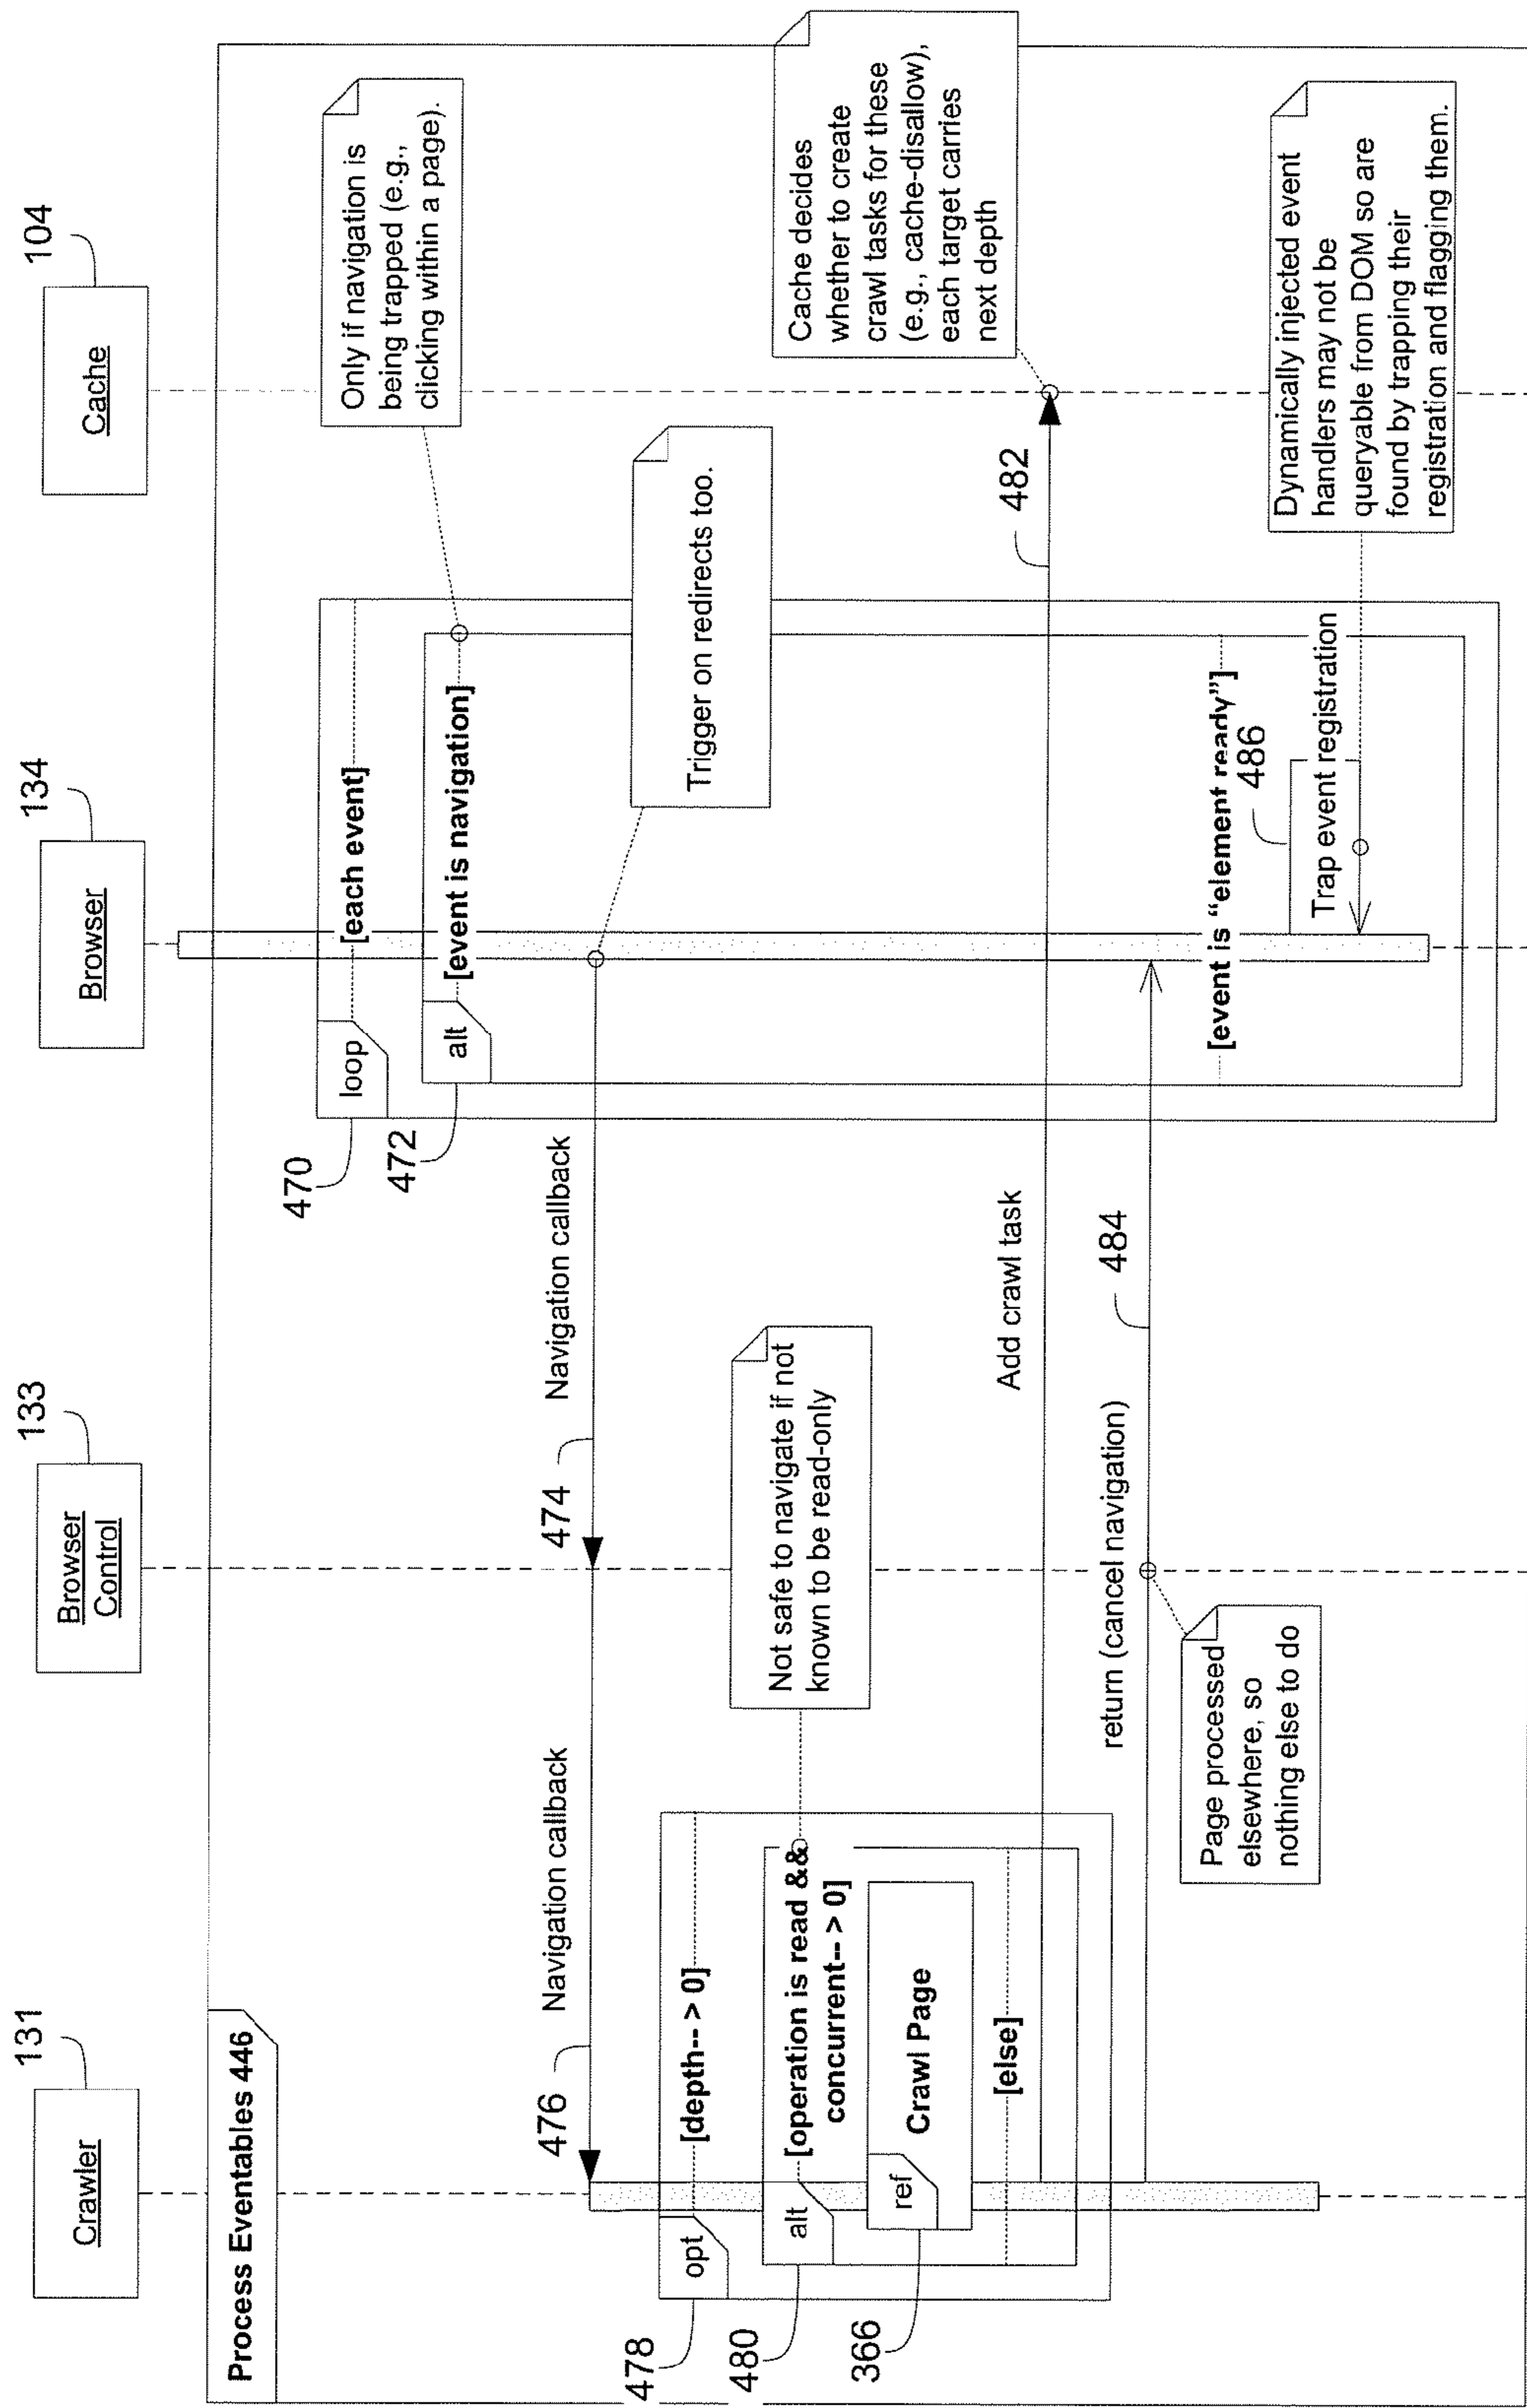 131
Crawler
133
Browser
Control
134
Browser
104
Cache
Process Eventables 446
470
loop
[each event]
Only if navigation is
being trapped (e.g.,
clicking within a page).
472
alt
[event is navigation]
476
Navigation callback
474
Navigation callback
Trigger on redirects too.
478
opt
[depth-- > 0]
Not safe to navigate if not
known to be read-only
480
alt
[operation is read &&
concurrent-- > 0]
366
ref
Crawl Page
[else]
Cache decides
whether to create
crawl tasks for these
(e.g., cache-disallow),
each target carries
next depth
Add crawl task
482
return (cancel navigation)
484
Page processed
elsewhere, so
nothing else to do
[event is “element ready”]
486
Trap event registration
Dynamically injected event
handlers may not be
queryable from DOM so are
found by trapping their
registration and flagging them.